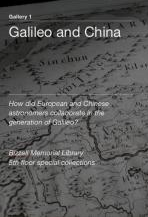 Gallery 1
Galileo and China
How did European and Chinese
astronomers collaborate in the
generation of Galileo?
Bizzell Memorial Library,
5th floor special collections